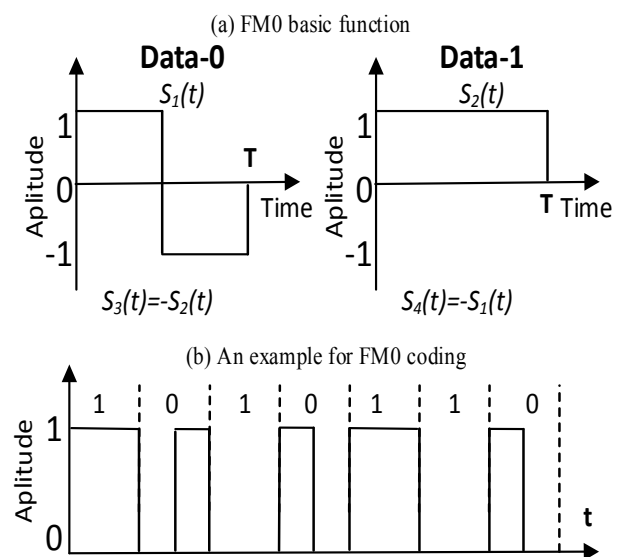 (a) FM0 basic function
Data-0 Data-1
S1(t) S2(t)
Aplitude 1 0 -1 T Time
Aplitude 1 0 -1 T Time
S3(t)=-S2(t) S4(t)=-S1(t)
(b) An example for FM0 coding
1 0 1 0 1 1 0
Aplitude 1 0 t